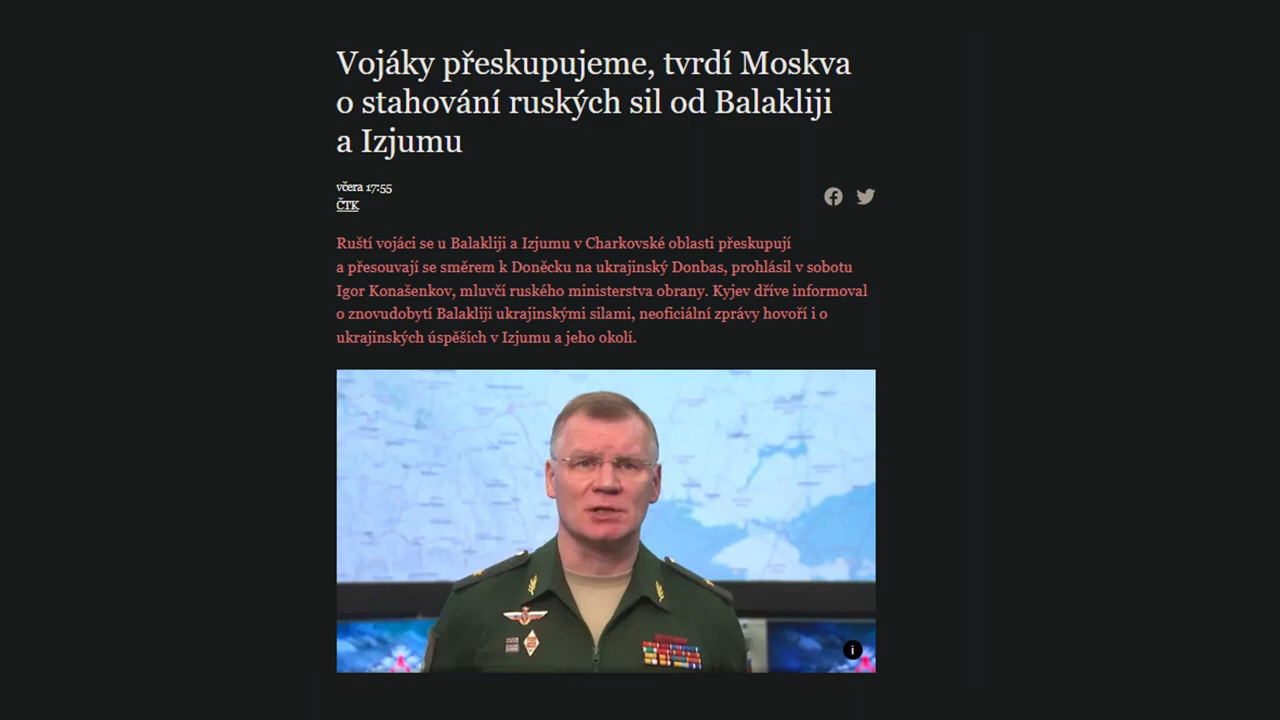 Vojáky přeskupujeme, tvrdí Moskva
o stahování ruských sil od Balakliji
a Izjumu
včera 17:55
ČTK
Ruští vojáci se u Balakliji a Izjumu v Charkovské oblasti přeskupují
a přesouvají se směrem k Doněcku na ukrajinský Donbas, prohlásil v sobotu
Igor Konašenkov, mluvčí ruského ministerstva obrany. Kyjev dříve informoval
o znovudobytí Balakliji ukrajinskými silami, neoficiální zprávy hovoří i o
ukrajinských úspěších v Izjumu a jeho okolí.
i